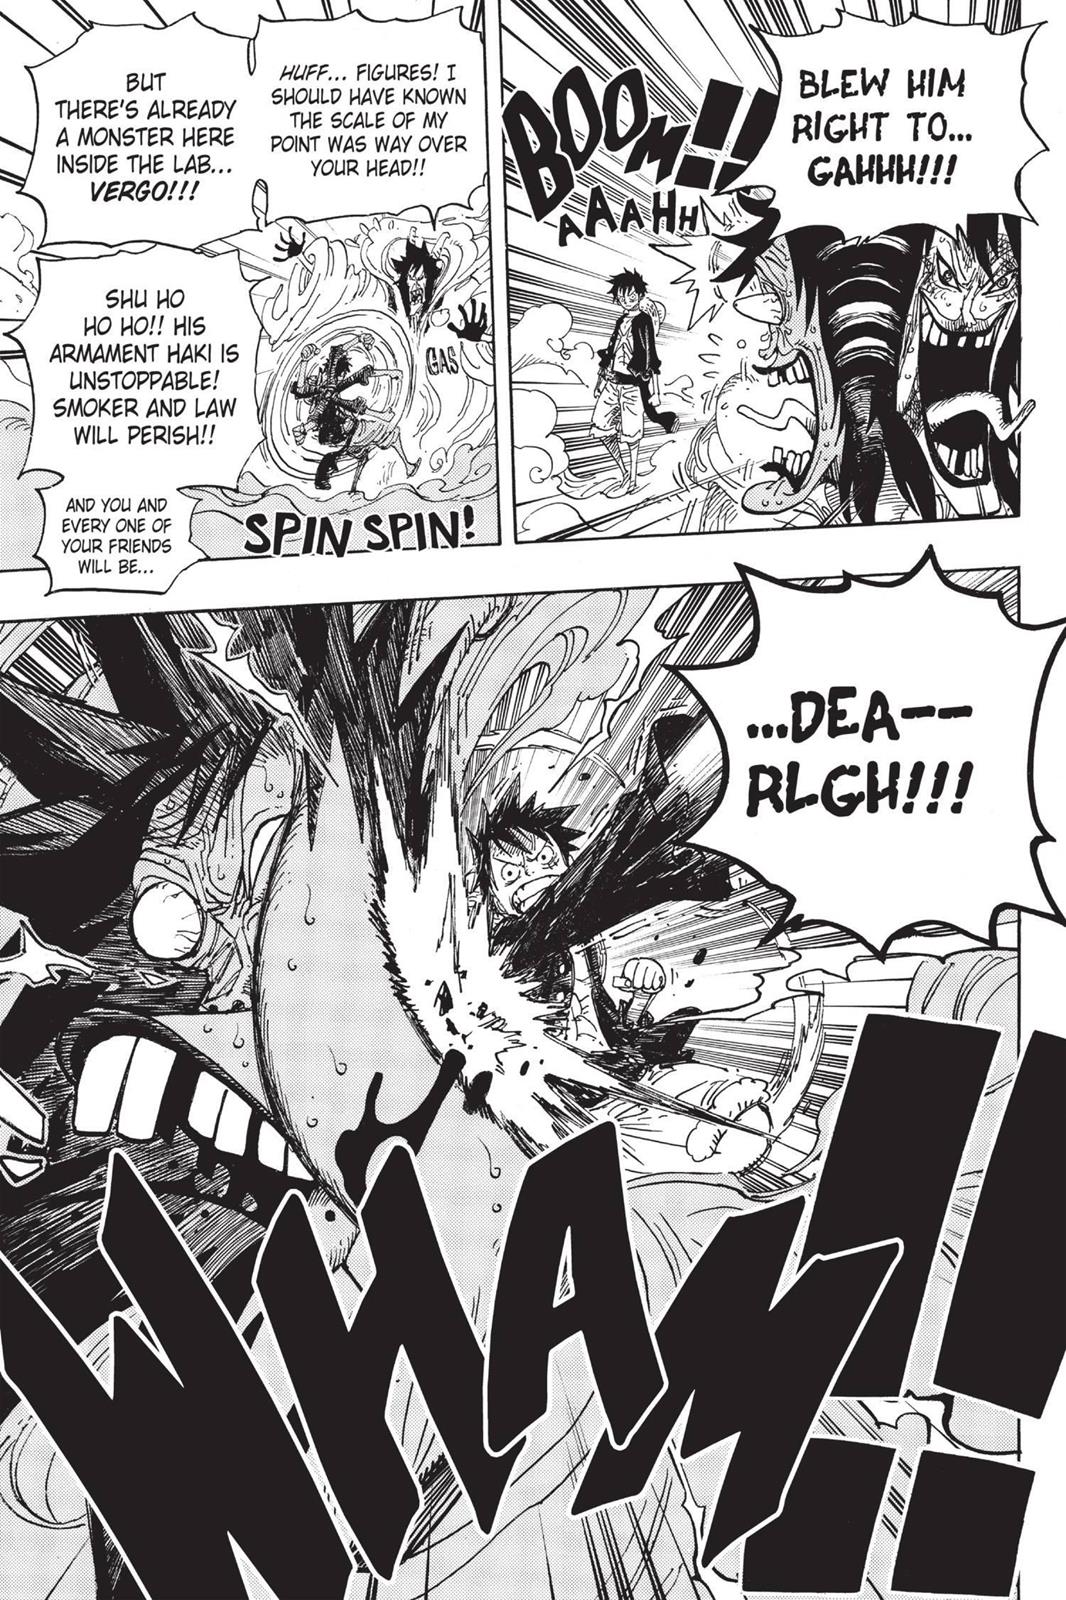 BLEW HIM
RIGHT TO...
GAHHH!!!
BOOM!!
AAAAHH
HUFF... FIGURES! I
SHOULD HAVE KNOWN
THE SCALE OF MY
POINT WAS WAY OVER
YOUR HEAD!!
BUT
THERE'S ALREADY
A MONSTER HERE
INSIDE THE LAB...
VERGO!!!
GAS
SHU HO
HO HO!! HIS
ARMAMENT HAKI IS
UNSTOPPABLE!
SMOKER AND LAW
WILL PERISH!!
SPIN SPIN!
AND YOU AND
EVERY ONE OF
YOUR FRIENDS
WILL BE...
...DEA--
RLGH!!!
WHAM!!